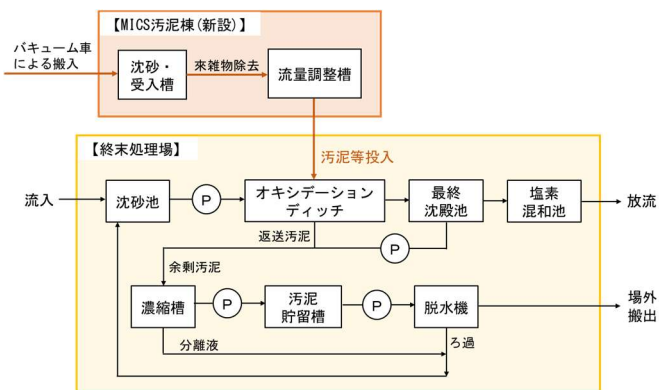 【MICS汚泥棟(新設)】
バキューム車
による搬入
沈砂・
受入槽
來雑物除去
流量調整槽
汚泥等投入
【終末処理場】
流入
沈砂池
P
オキシデーション
ディッチ
最終
沈殿池
塩素
混和池
放流
返送汚泥
P
余剰汚泥
濃縮槽
P
汚泥
貯留槽
P
脱水機
場外
搬出
分離液
ろ過